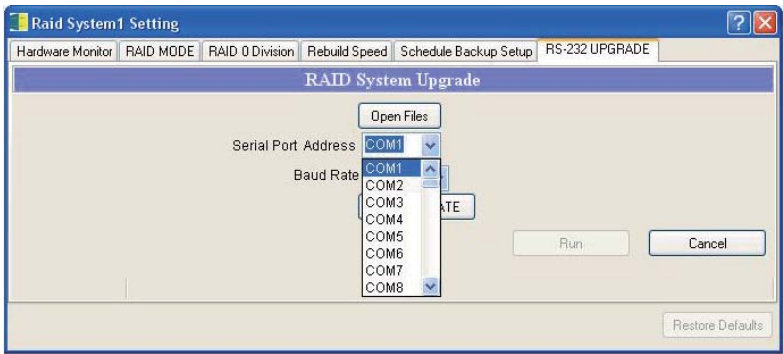 Raid System1 Setting
Hardware Monitor RAID MODE RAID 0 Division Rebuild Speed Schedule Backup Setup RS-232 UPGRADE
RAID System Upgrade
Open Files
Serial Port Address COM1
Baud Rate
COM1
COM2
COM3
COM4
COM5
COM6
COM7
COM8
Run Cancel
Restore Defaults